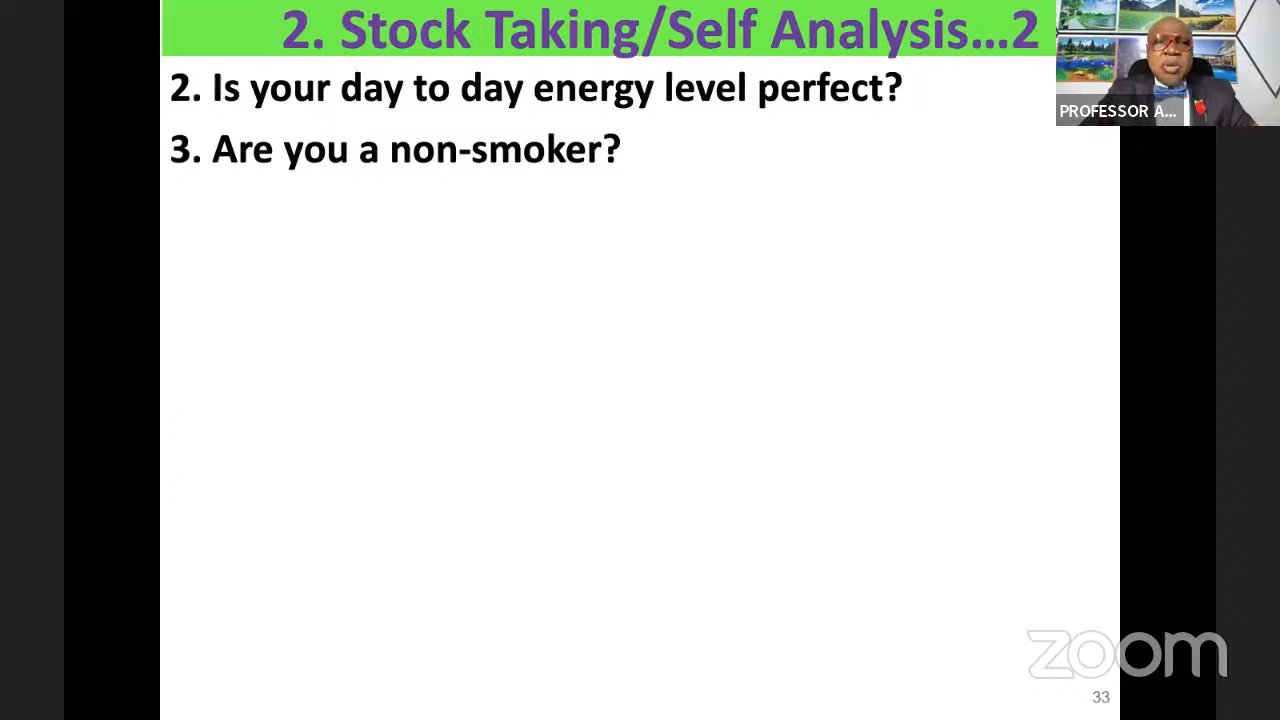 2. Stock Taking/Self Analysis...2
2. Is your day to day energy level perfect?
3. Are you a non-smoker?
PROFESSOR A...
zoom
33